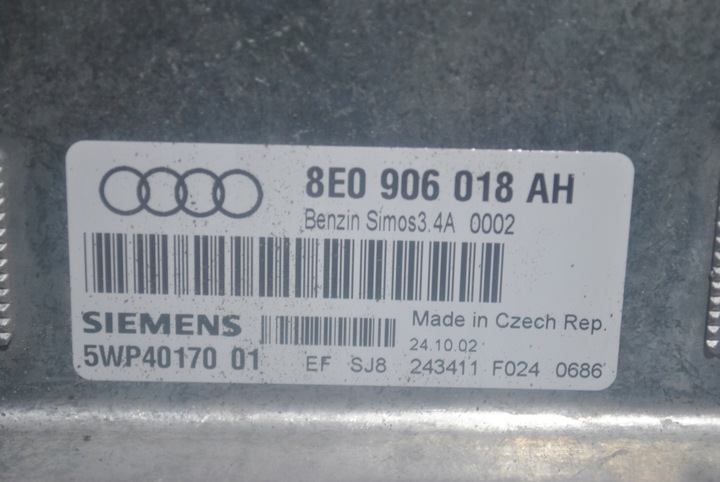 8E0 906 018 AH
Benzin Simos3.4A 0002
SIEMENS
Made in Czech Rep.
24.10.02
5WP40170 01
EF SJ8 243411 F024 0686